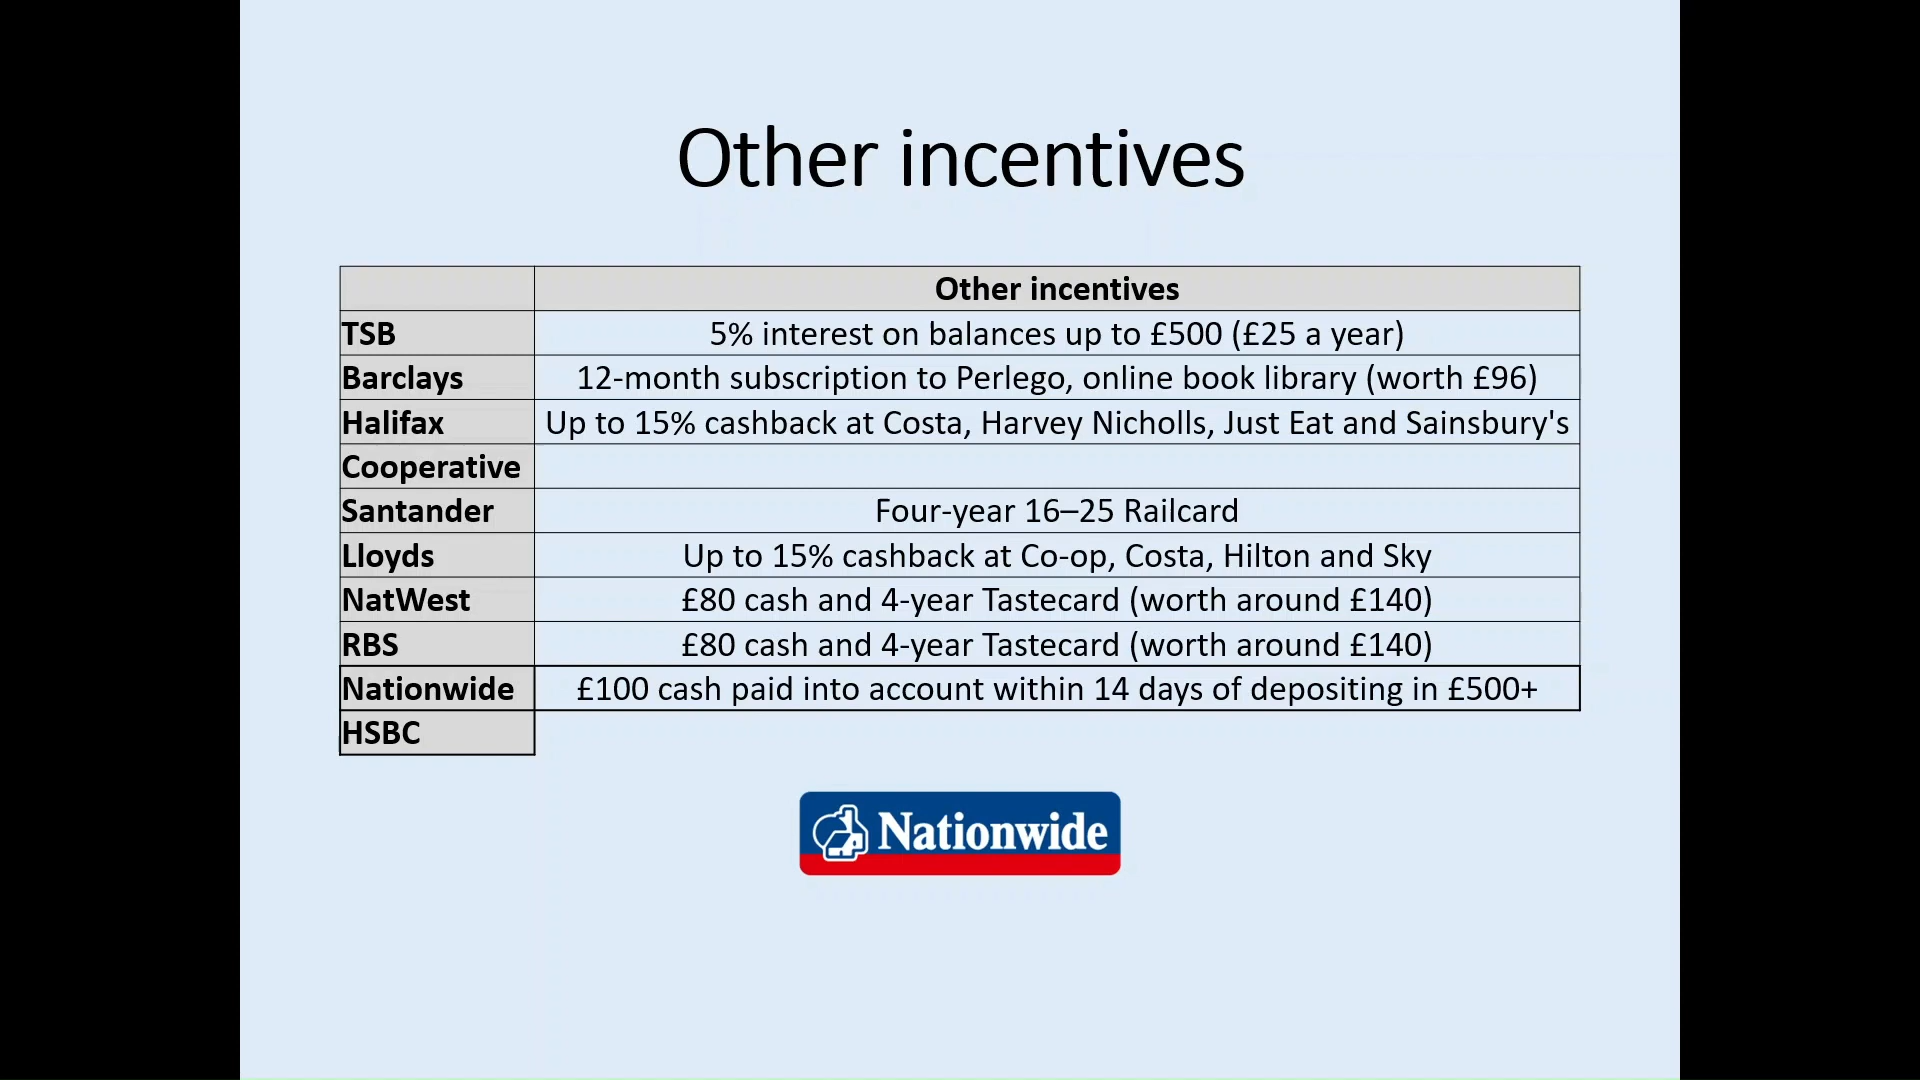 Other incentives
Other incentives
TSB 5% interest on balances up to £500 (£25 a year)
Barclays 12-month subscription to Perlego, online book library (worth £96)
Halifax Up to 15% cashback at Costa, Harvey Nicholls, Just Eat and Sainsbury's
Cooperative
Santander Four-year 16–25 Railcard
Lloyds Up to 15% cashback at Co-op, Costa, Hilton and Sky
NatWest £80 cash and 4-year Tastecard (worth around £140)
RBS £80 cash and 4-year Tastecard (worth around £140)
Nationwide £100 cash paid into account within 14 days of depositing in £500+
HSBC
Nationwide